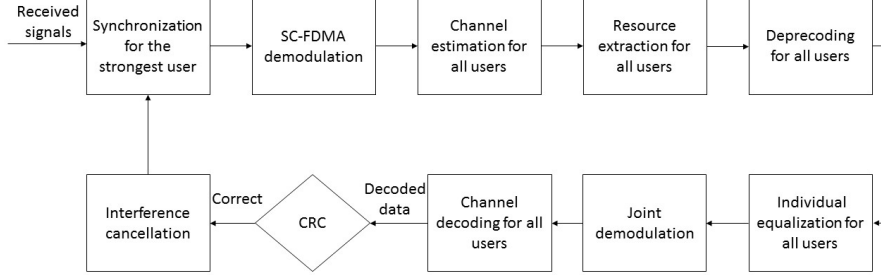 Received
signals
Synchronization
for the
strongest user
SC-FDMA
demodulation
Channel
estimation for
all users
Resource
extraction for
all users
Deprecoding
for all users
Interference
cancellation
Correct
CRC
Decoded
data
Channel
decoding for all
users
Joint
demodulation
Individual
equalization for
all users